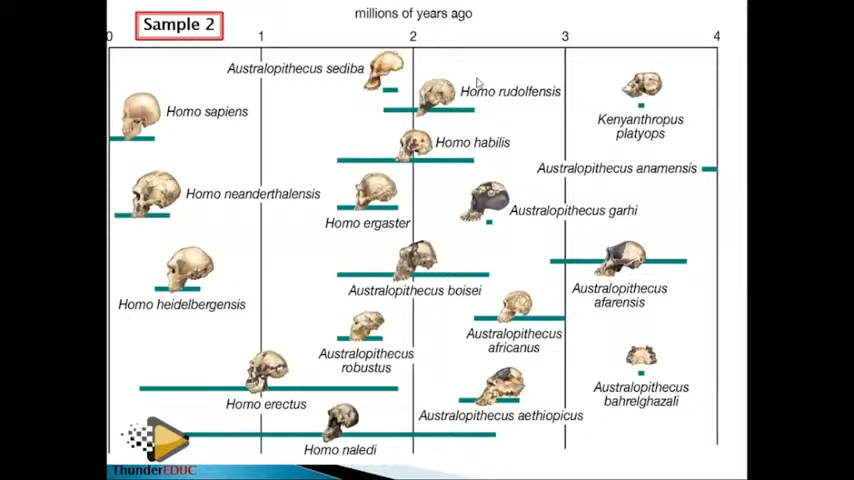 millions of years ago
Sample 2
0 1 2 3 4
Australopithecus sediba
Homo rudolfensis
Homo sapiens
Kenyanthropus
platyops
Homo habilis
Australopithecus anamensis
Homo neanderthalensis
Australopithecus garhi
Homo ergaster
Australopithecus boisei
Australopithecus
afarensis
Homo heidelbergensis
Australopithecus
africanus
Australopithecus
robustus
Australopithecus
bahrelghazali
Homo erectus
Australopithecus aethiopicus
Homo naledi
ThunderEDUC